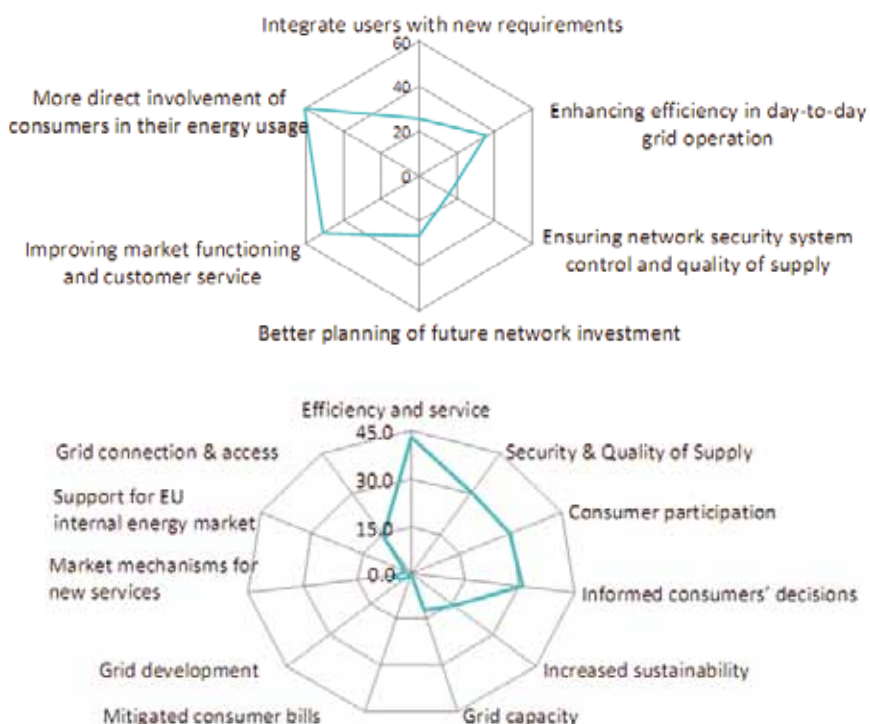 Integrate users with new requirements
60
More direct involvement of
consumers in their energy usage
40
Enhancing efficiency in day-to-day
grid operation
20
0
Improving market functioning
and customer service
Ensuring network security system
control and quality of supply
Better planning of future network investment
Efficiency and service
45.0
Grid connection & access
Security & Quality of Supply
30.0
Support for EU
internal energy market
Consumer participation
15.0
Market mechanisms for
new services
0.0
Informed consumers' decisions
Grid development
Increased sustainability
Mitigated consumer bills
Grid capacity